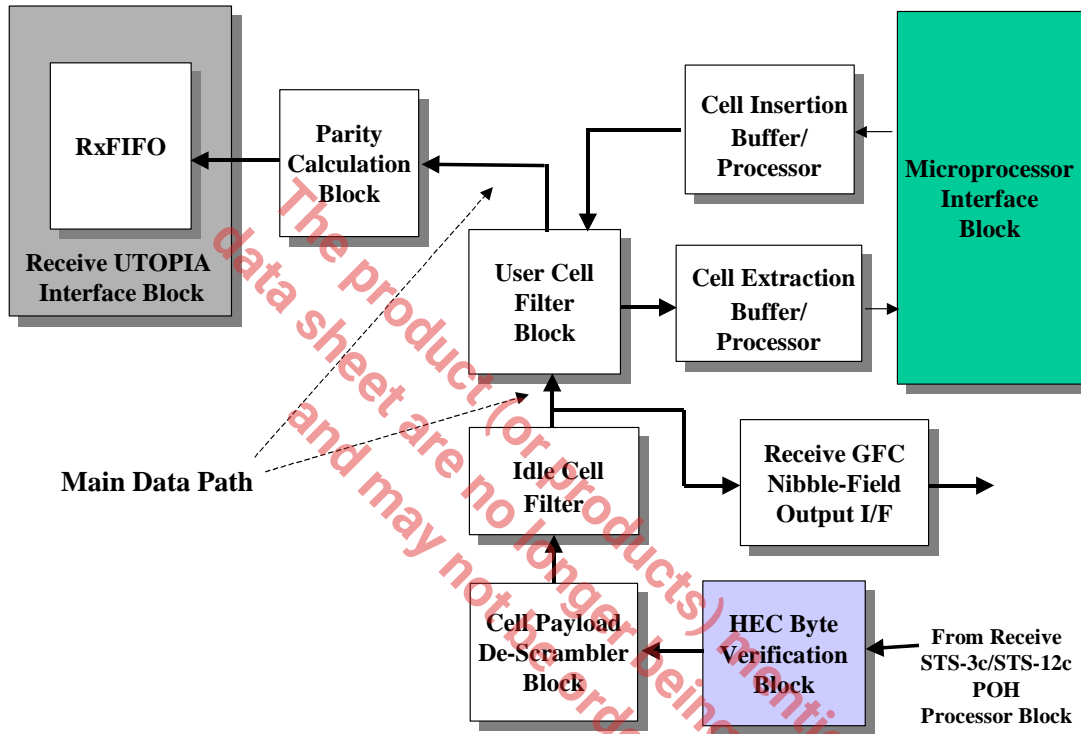 RxFIFO
Receive UTOPIA
Interface Block
Parity
Calculation
Block
Cell Insertion
Buffer/
Processor
Microprocessor
Interface
Block
User Cell
Filter
Block
Cell Extraction
Buffer/
Processor
Main Data Path
Idle Cell
Filter
Receive GFC
Nibble-Field
Output I/F
Cell Payload
De-Scrambler
Block
HEC Byte
Verification
Block
From Receive
STS-3c/STS-12c
POH
Processor Block
The product (or products) mentio
data sheet are no longer being
and may not be orde